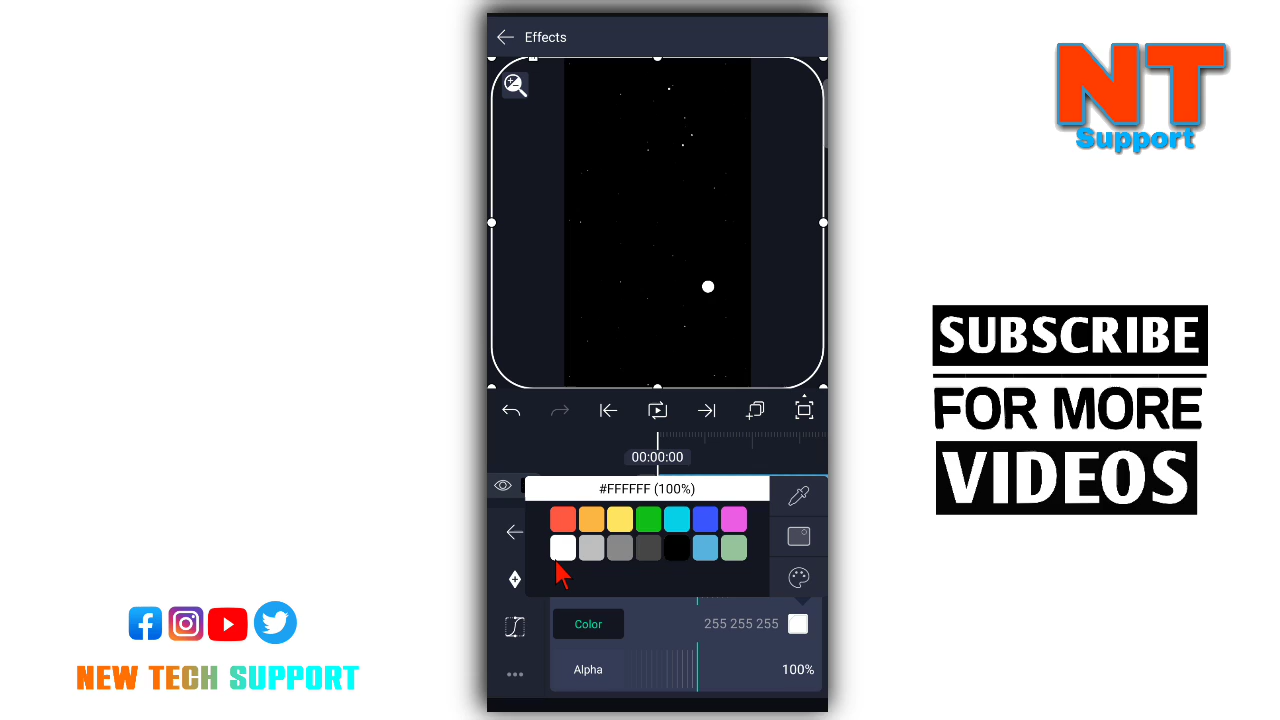 Effects
NT
Support
SUBSCRIBE
FOR MORE
VIDEOS
00:00:00
#FFFFFF (100%)
Color
255 255 255
Alpha
100%
NEW TECH SUPPORT